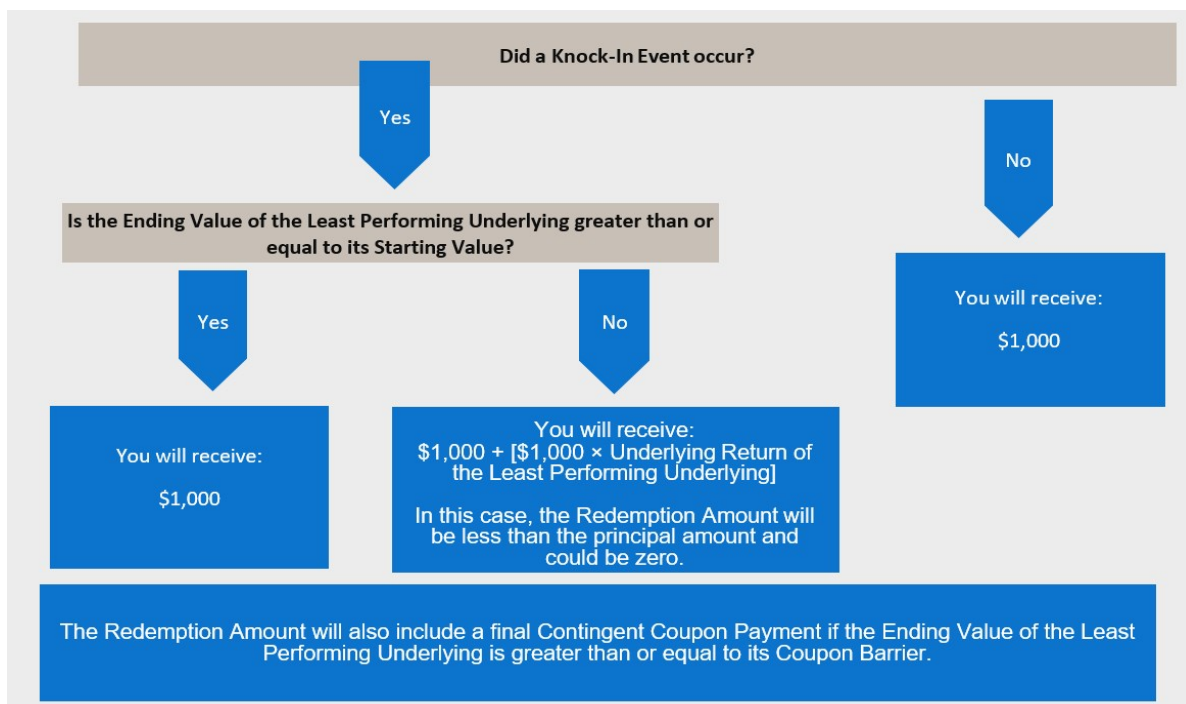 Did a Knock-In Event occur?
Yes
No
Is the Ending Value of the Least Performing Underlying greater than or
equal to its Starting Value?
Yes
No
You will receive:
$1,000
You will receive:
$1,000
You will receive:
$1,000 + [$1,000 × Underlying Return of
the Least Performing Underlying]
In this case, the Redemption Amount will
be less than the principal amount and
could be zero.
The Redemption Amount will also include a final Contingent Coupon Payment if the Ending Value of the Least
Performing Underlying is greater than or equal to its Coupon Barrier.